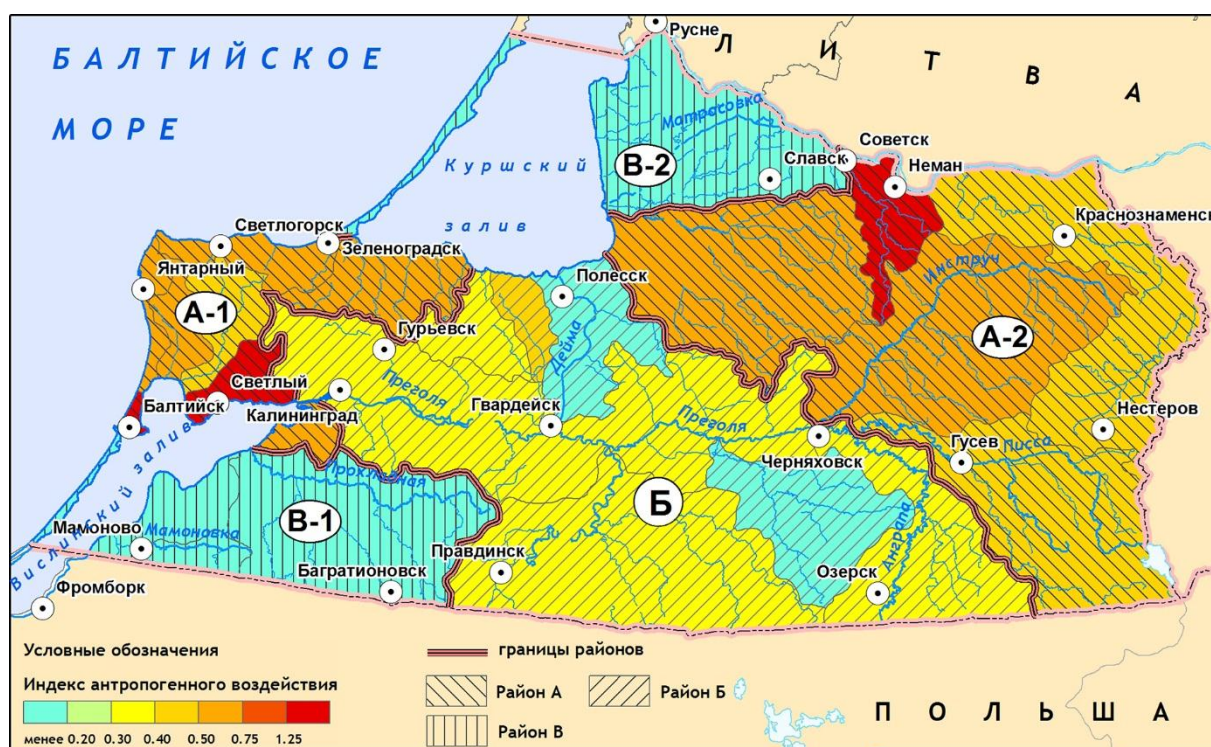 БАЛТИЙСКОЕ
МОРЕ
ЛИТВА
Русне
Матросовка
Советск
Неман
Славск
В-2
Куршский
залив
Краснознаменск
Светлогорск
Зеленоградск
Янтарный
Полесск
Инструч
А-1
А-2
Гурьевск
Дейма
Светлый
Преголя
Балтийск
Калининград
Гвардейск
Преголя
Нестеров
Черняховск
Гусев
Писса
Вислинский залив
Прохладная
Б
В-1
Мамоново
Мамоновка
Правдинск
Анграпа
Багратионовск
Озерск
Фромборк
ПОЛЬША
Условные обозначения
Индекс антропогенного воздействия
менее 0.20 0.30 0.40 0.50 0.75 1.25
границы районов
Район А
Район Б
Район В